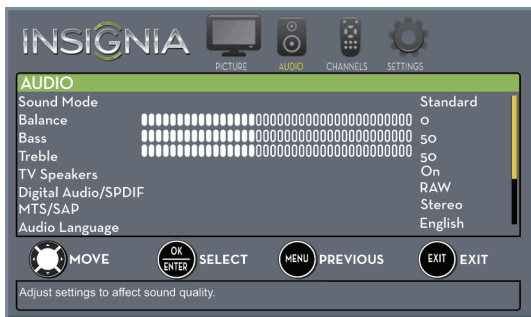 INSIGNIA
PICTURE AUDIO CHANNELS SETTINGS
AUDIO
Sound Mode Standard
Balance 0
Bass 50
Treble 50
TV Speakers On
Digital Audio/SPDIF RAW
MTS/SAP Stereo
Audio Language English
MOVE OK ENTER SELECT MENU PREVIOUS EXIT EXIT
Adjust settings to affect sound quality.